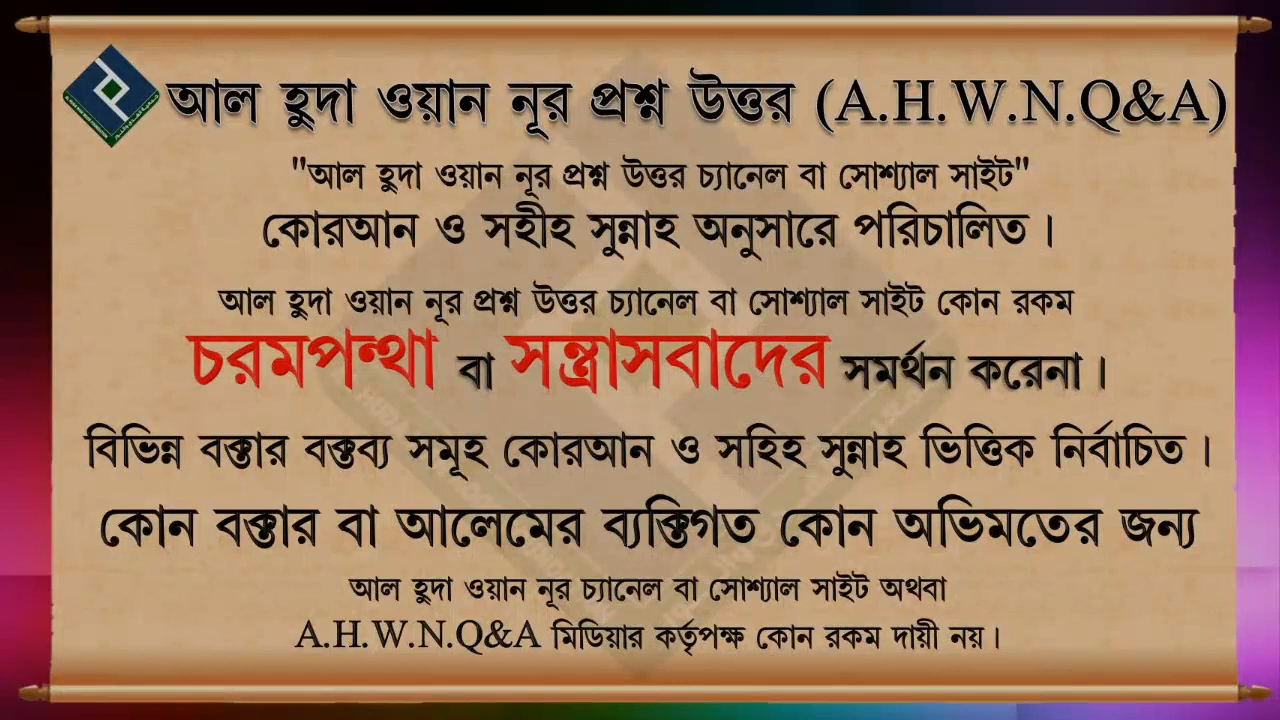 আল হুদা ওয়ান নূর প্রশ্ন উত্তর (A.H.W.N.Q&A)
"আল হুদা ওয়ান নূর প্রশ্ন উত্তর চ্যানেল বা সোশ্যাল সাইট"
কোরআন ও সহীহ সুন্নাহ অনুসারে পরিচালিত ।
আল হুদা ওয়ান নূর প্রশ্ন উত্তর চ্যানেল বা সোশ্যাল সাইট কোন রকম
চরমপন্থা বা সন্ত্রাসবাদের সমর্থন করেনা ।
বিভিন্ন বক্তার বক্তব্য সমূহ কোরআন ও সহিহ সুন্নাহ ভিত্তিক নির্বাচিত ।
কোন বক্তার বা আলেমের ব্যক্তিগত কোন অভিমতের জন্য
আল হুদা ওয়ান নূর চ্যানেল বা সোশ্যাল সাইট অথবা
A.H.W.N.Q&A মিডিয়ার কর্তৃপক্ষ কোন রকম দায়ী নয় ।